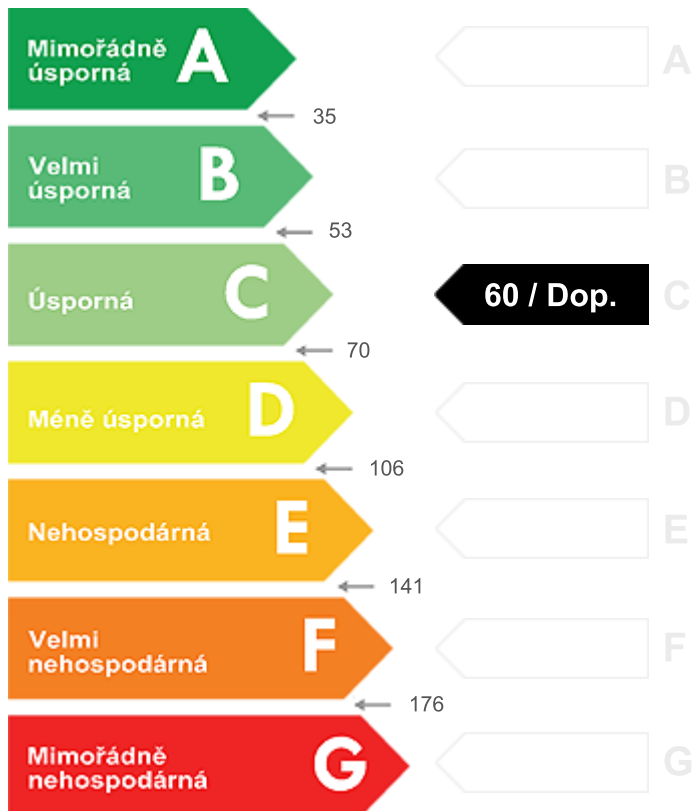 Mimořádně
úsporná
A
A
35
Velmi
úsporná
B
B
53
Úsporná
C
60 / Dop.
C
70
Méně úsporná
D
D
106
Nehospodárná
E
E
141
Velmi
nehospodárná
F
F
176
Mimořádně
nehospodárná
G
G